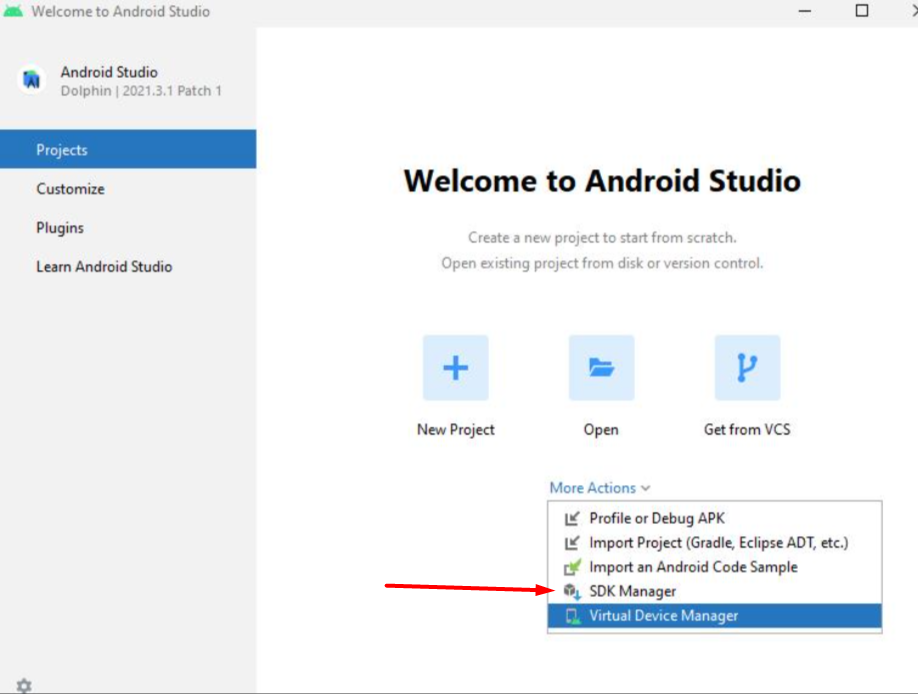 Welcome to Android Studio
Android Studio
Dolphin | 2021.3.1 Patch 1
Projects
Customize
Plugins
Learn Android Studio
Welcome to Android Studio
Create a new project to start from scratch.
Open existing project from disk or version control.
New Project
Open
Get from VCS
More Actions
Profile or Debug APK
Import Project (Gradle, Eclipse ADT, etc.)
Import an Android Code Sample
SDK Manager
Virtual Device Manager